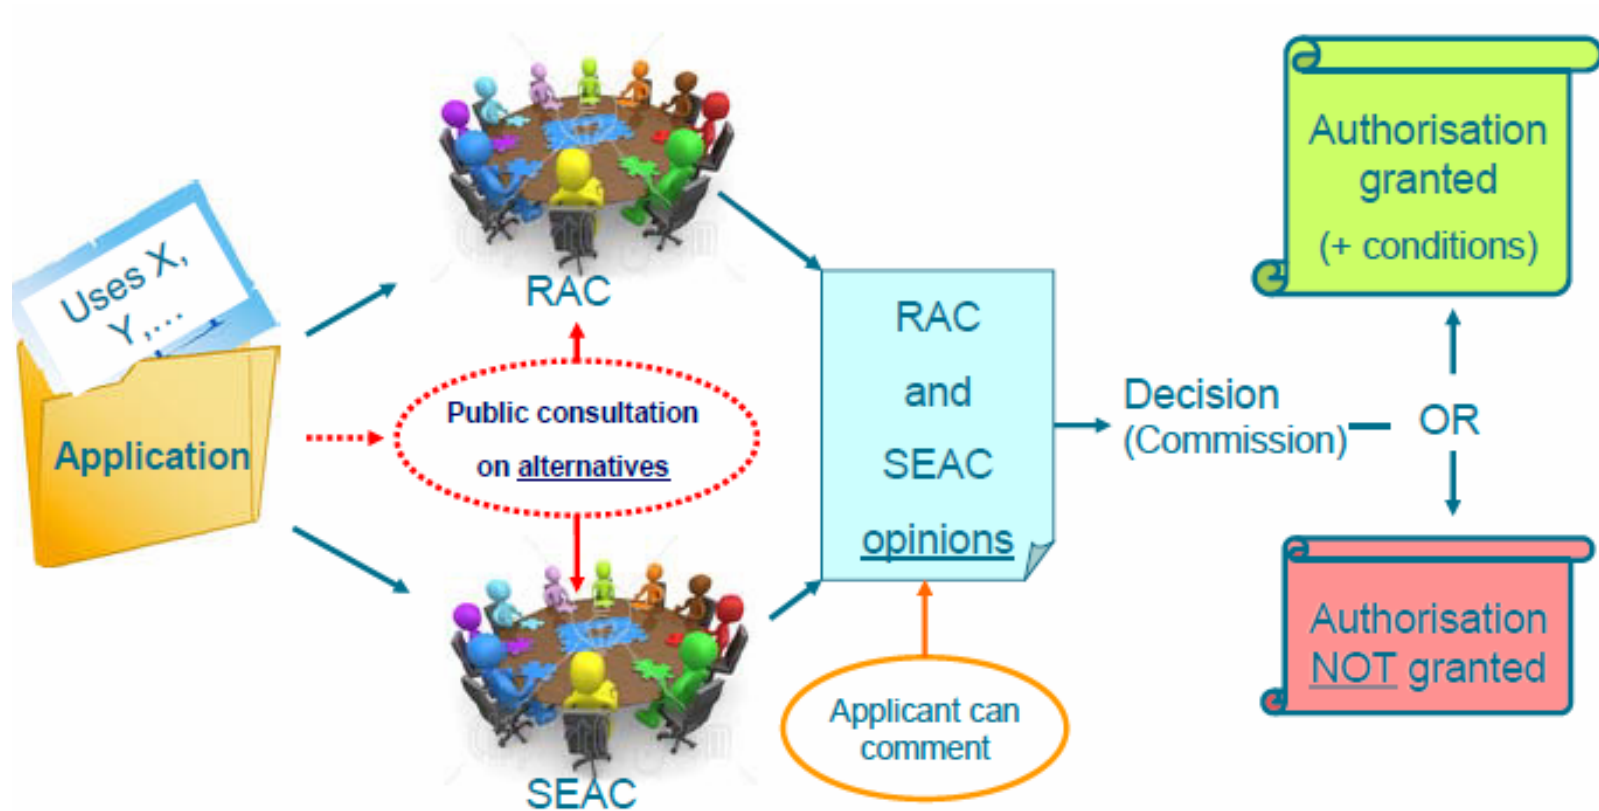 Uses X,
Y,...
Application
RAC
Public consultation
on alternatives
SEAC
RAC
and
SEAC
opinions
Applicant can
comment
Decision
(Commission)
OR
Authorisation
granted
(+ conditions)
Authorisation
NOT granted